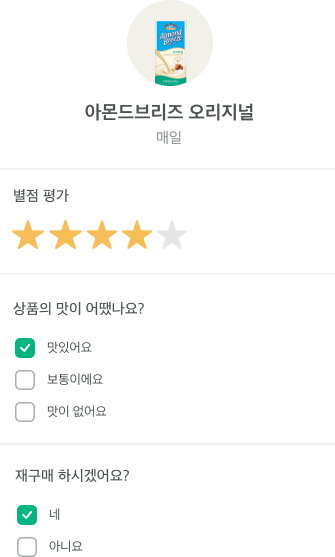 Almond
Breeze
아몬드브리즈 오리지널
매일
별점 평가
상품의 맛이 어땠나요?
맛있어요
보통이에요
맛이 없어요
재구매 하시겠어요?
네
아니요